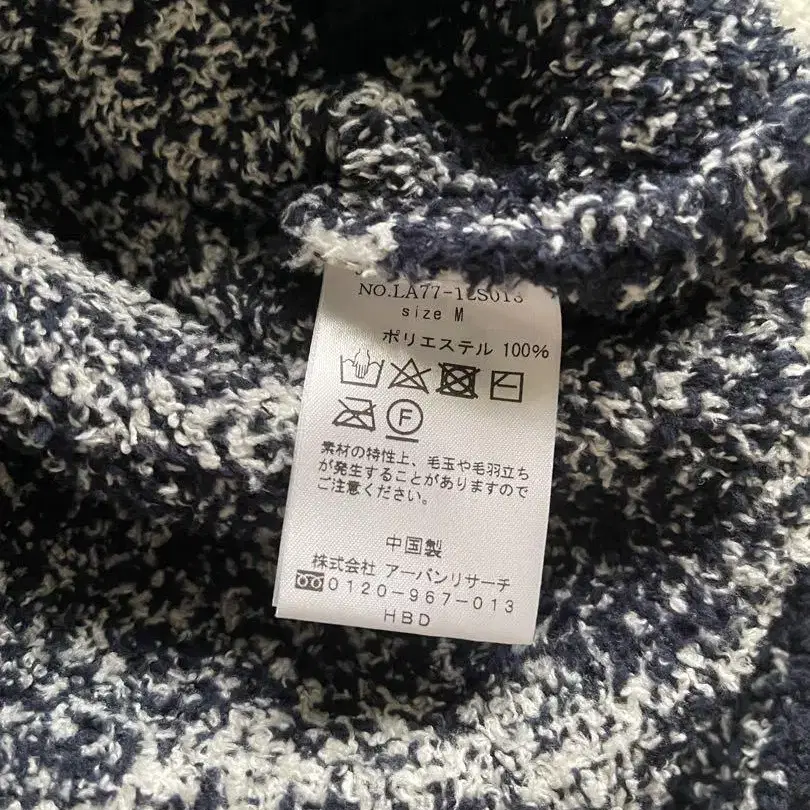 NO.LA77-1LS013
size M
ポリエステル 100%
F
素材の特性上、毛玉や毛羽立ち
が発生することがありますので
ご注意ください。
中国製
株式会社 アーバンリサーチ
0120-967-013
HBD